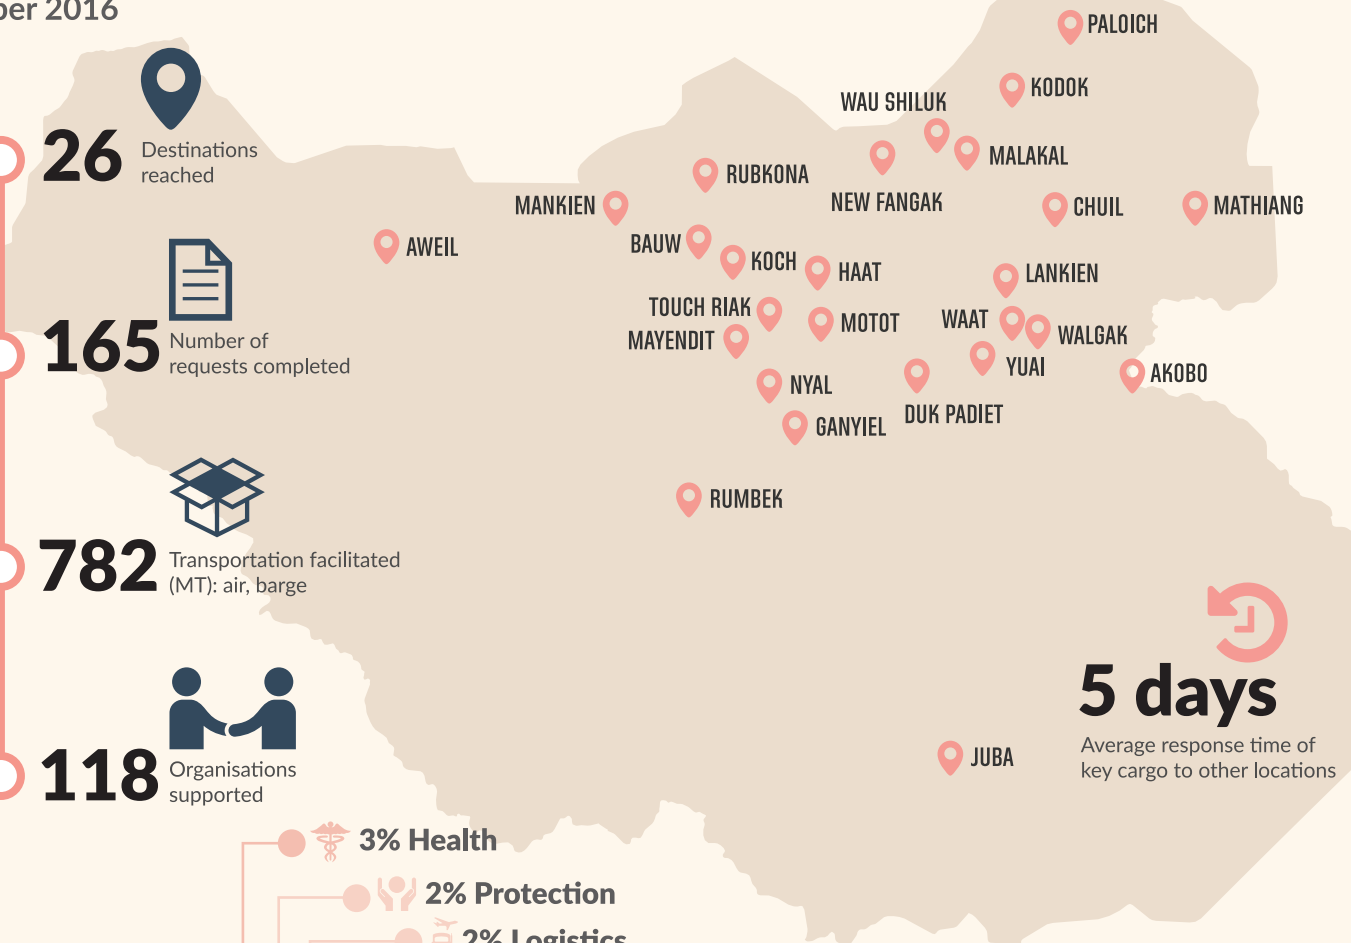 2016
PALOICH
KODOK
WAU SHILUK
26
Destinations
reached
MALAKAL
RUBKONA
NEW FANGAK
MANKIEN
CHUIL
MATHIANG
BAUW
AWEIL
KOCH
HAAT
LANKIEN
TOUCH RIAK
MOTOT
WAAT
WALGAK
MAYENDIT
165
Number of
requests completed
YUAI
AKOBO
NYAL
DUK PADIET
GANYIEL
RUMBEK
782
Transportation facilitated
(MT): air, barge
5 days
Average response time of
key cargo to other locations
JUBA
118
Organisations
supported
3% Health
2% Protection
2% Logistics